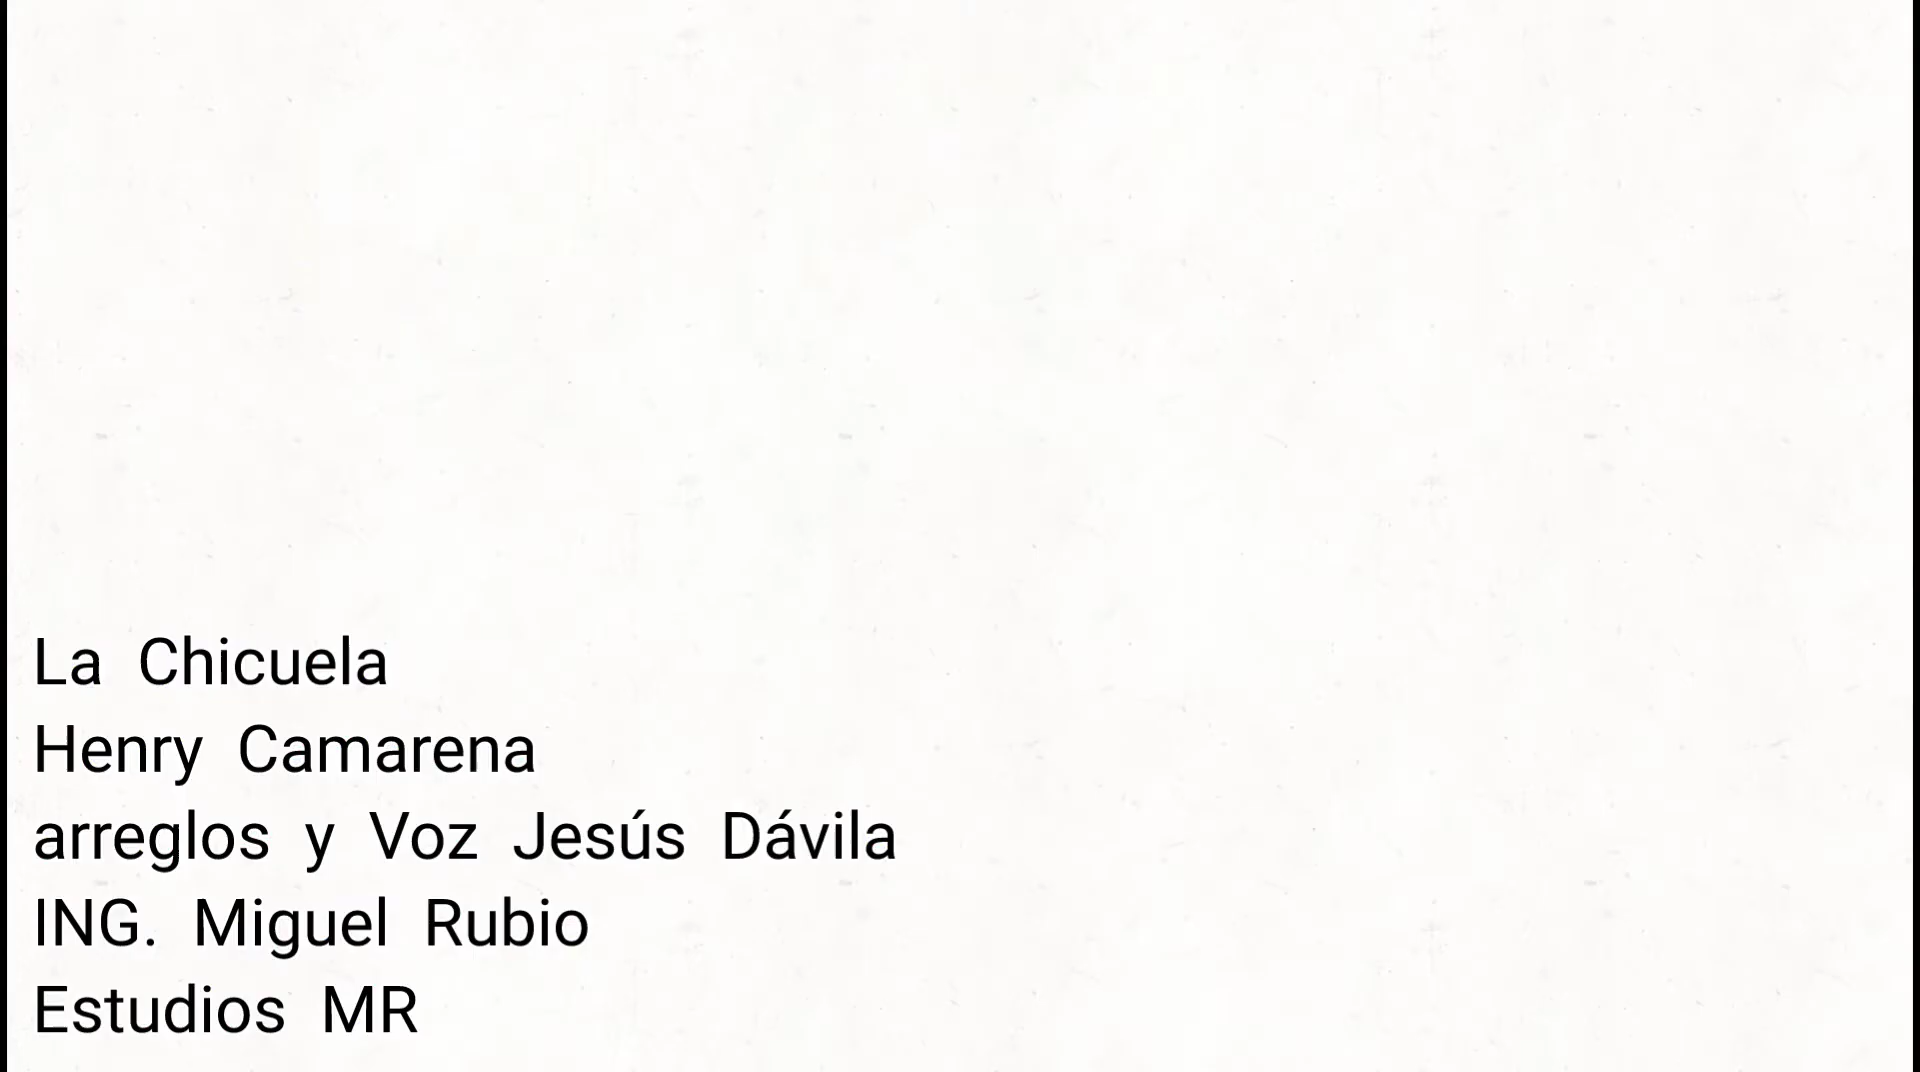 La Chicuela
Henry Camarena
arreglos y Voz Jesús Dávila
ING. Miguel Rubio
Estudios MR